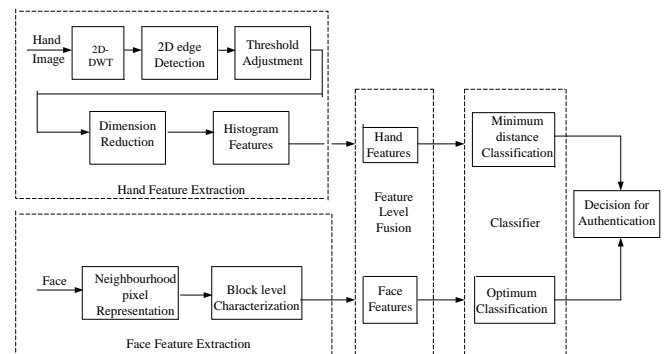 Hand
Image
2D-
DWT
2D edge
Detection
Threshold
Adjustment
Dimension
Reduction
Histogram
Features
Hand Feature Extraction
Hand
Features
Minimum
distance
Classification
Feature
Level
Fusion
Classifier
Decision for
Authentication
Face
Neighbourhood
pixel
Representation
Block level
Characterization
Face
Features
Optimum
Classification
Face Feature Extraction